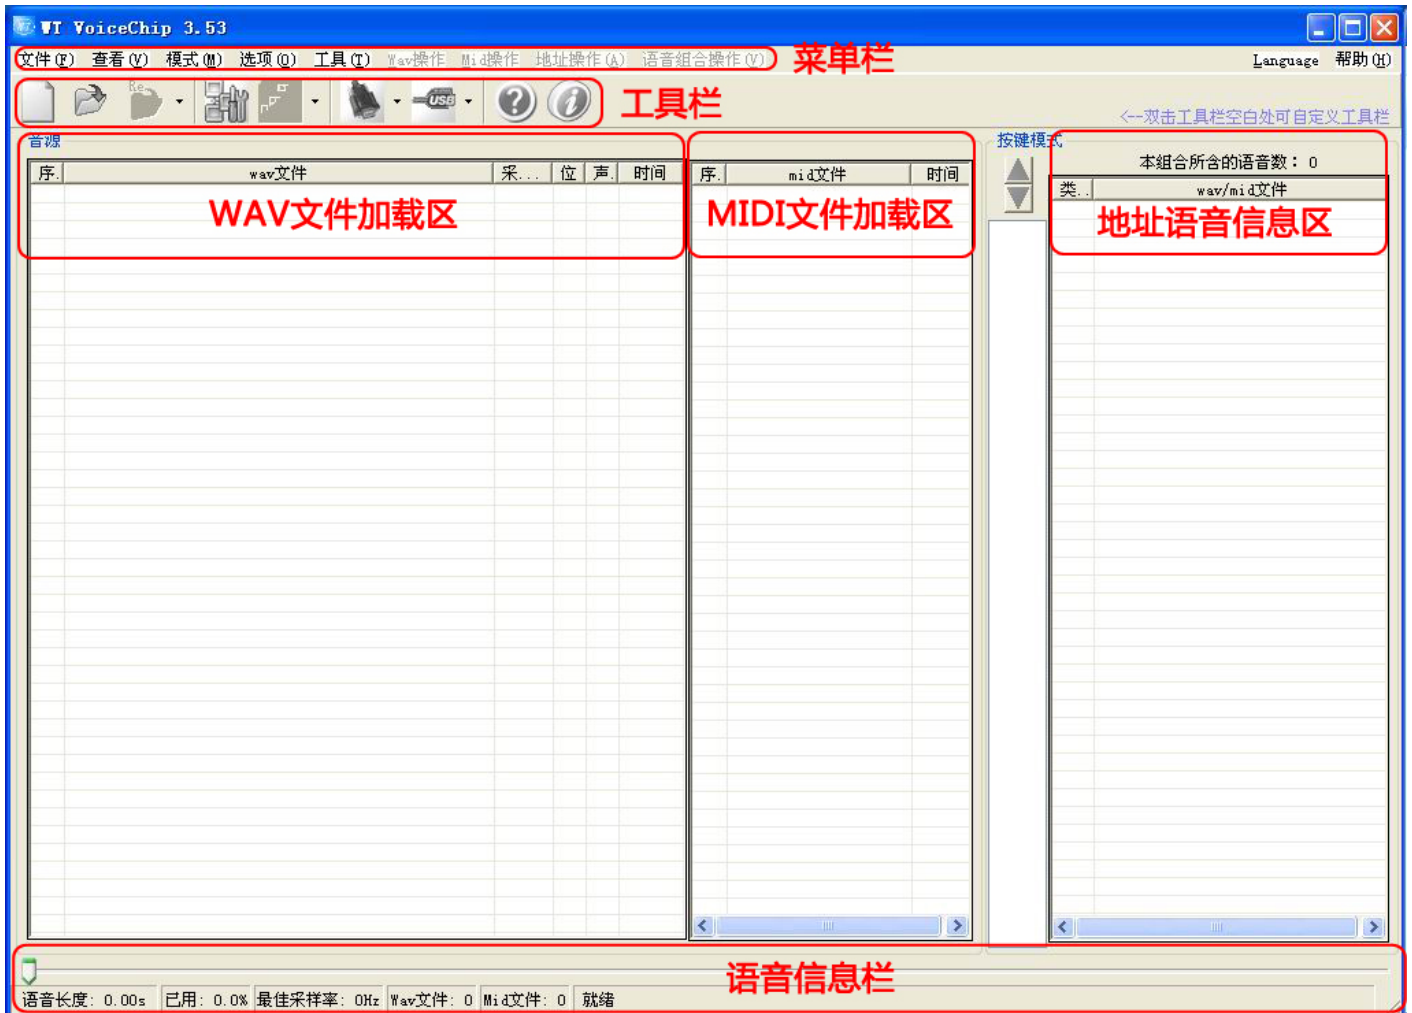 WT VoiceChip 3.53
文件(F) 查看(V) 模式(M) 选项(O) 工具(T) Wav操作 Mid操作 地址操作(A) 语音组合操作(V) 菜单栏 Language 帮助(H)
工具栏
<--双击工具栏空白处可自定义工具栏
音源
按键模式
序. wav文件 采... 位 声. 时间
序. mid文件 时间
本组合所含的语音数: 0
类.. wav/mid文件
WAV文件加载区
MIDI文件加载区
地址语音信息区
语音信息栏
语音长度: 0.00s 已用: 0.0% 最佳采样率: 0Hz Wav文件: 0 Mid文件: 0 就绪